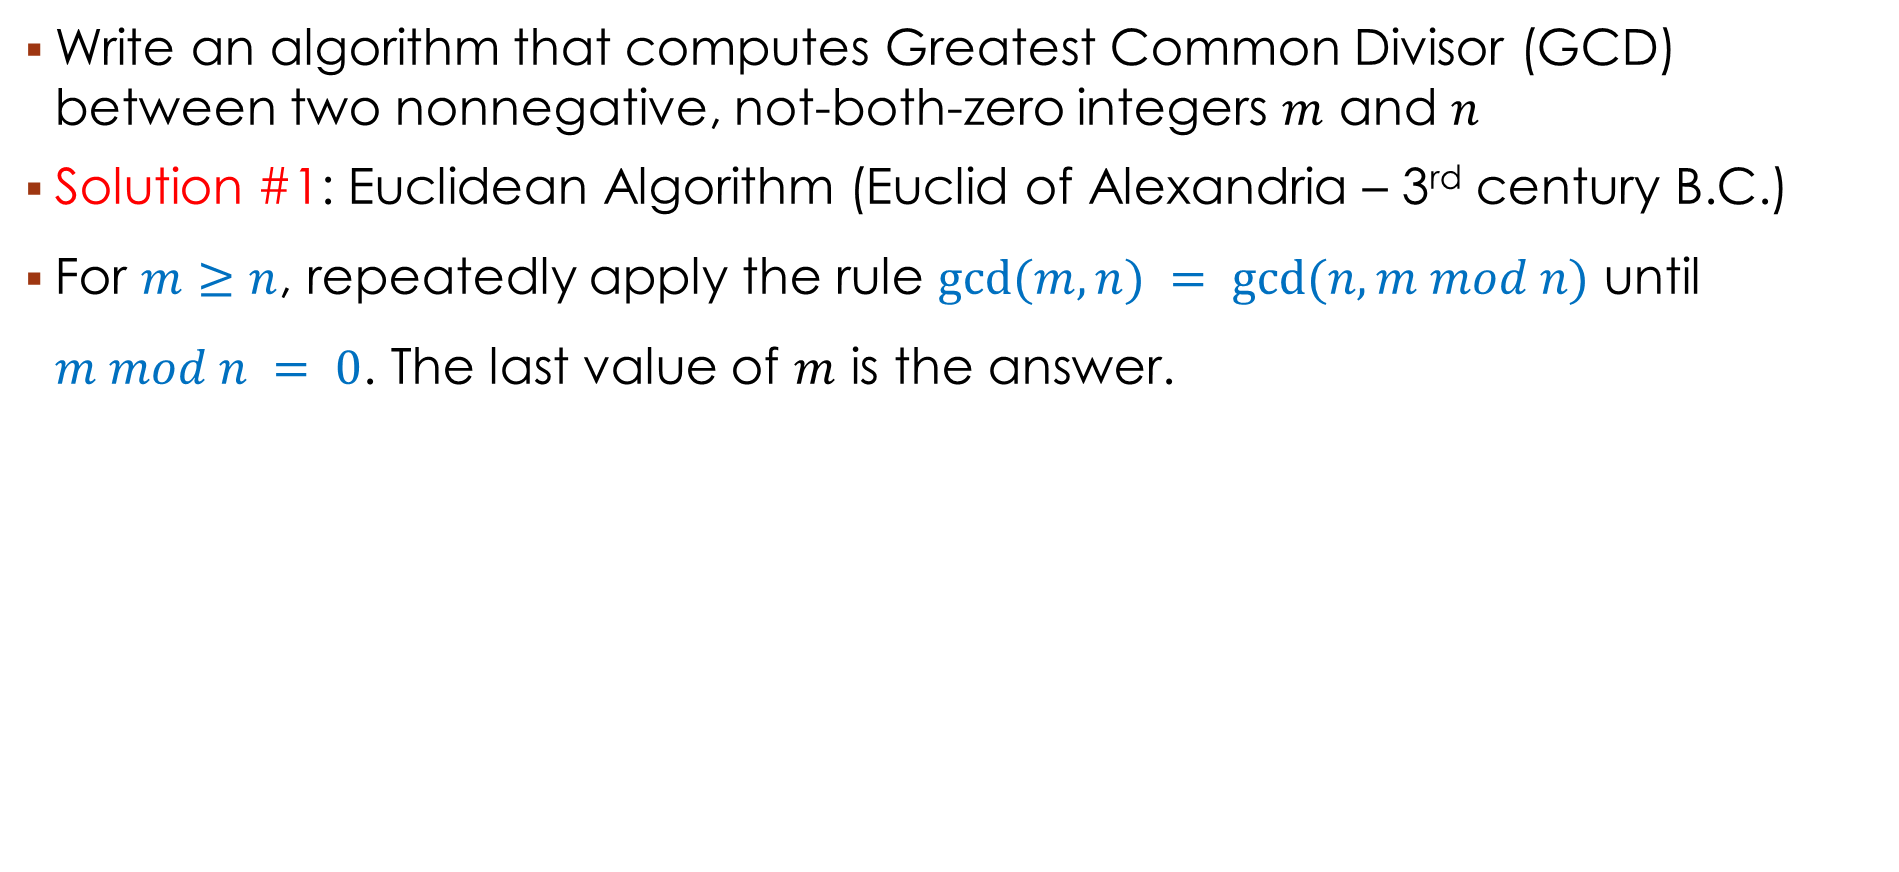 ▪ Write an algorithm that computes Greatest Common Divisor (GCD)
between two nonnegative, not-both-zero integers m and n
▪ Solution #1: Euclidean Algorithm (Euclid of Alexandria – 3rd century B.C.)
▪ For m ≥ n, repeatedly apply the rule gcd(m, n) = gcd(n, m mod n) until
m mod n = 0. The last value of m is the answer.